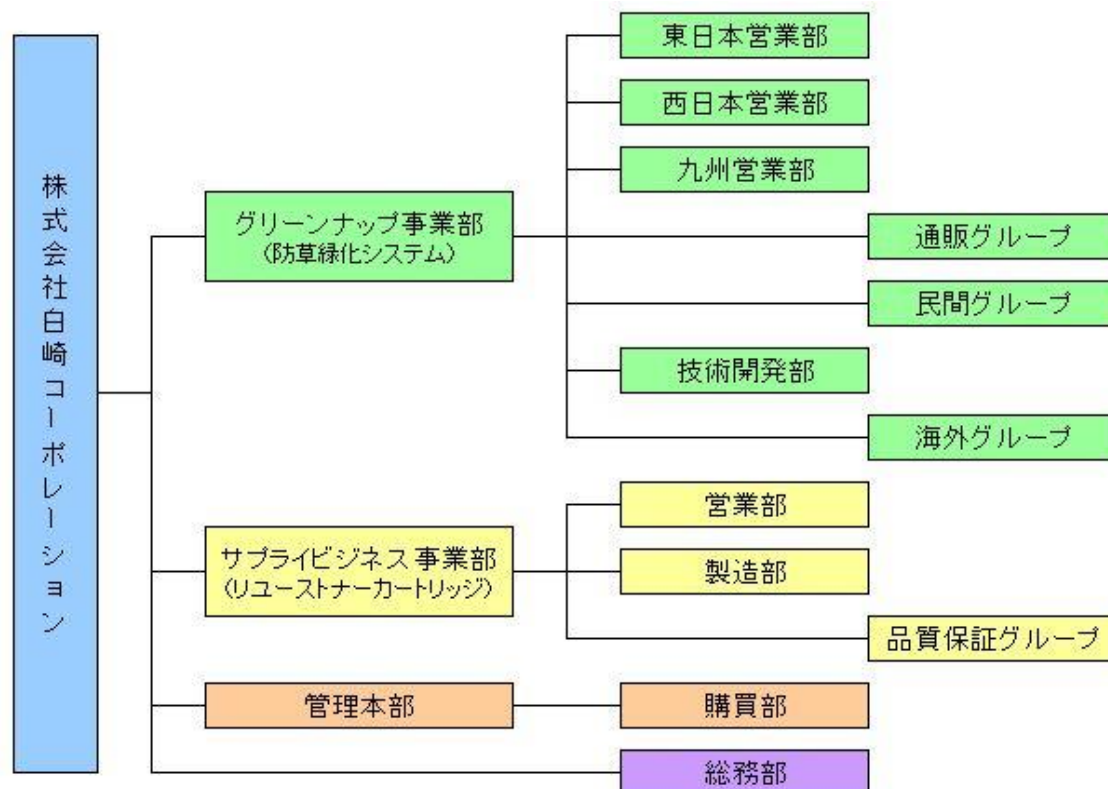 株式会社白崎コーポレーション
東日本営業部
西日本営業部
九州営業部
グリーンナップ事業部
(防草緑化システム)
通販グループ
民間グループ
技術開発部
海外グループ
営業部
サプライビジネス事業部
(リユーストナーカートリッジ)
製造部
品質保証グループ
管理本部
購買部
総務部